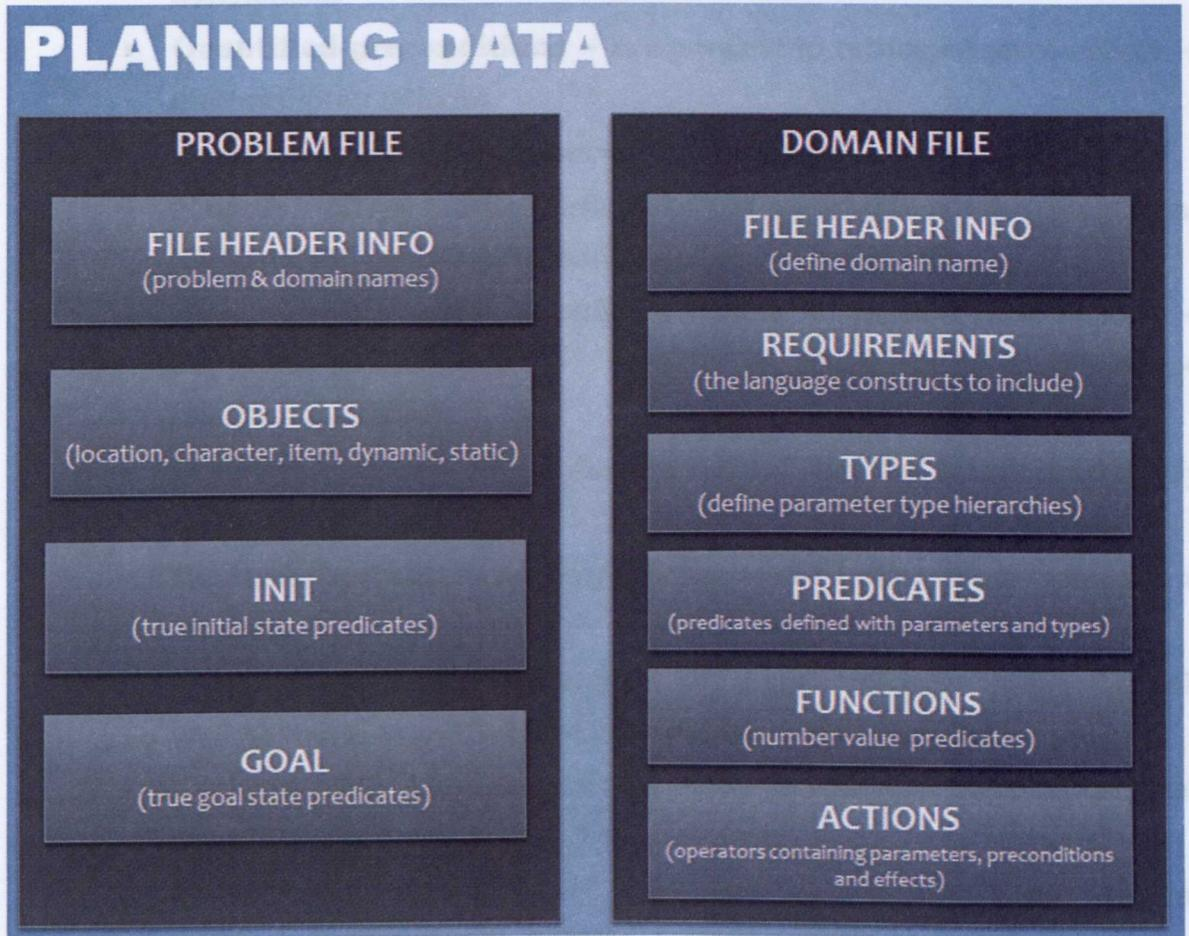 PLANNING DATA
PROBLEM FILE
FILE HEADER INFO
(problem & domain names)
OBJECTS
(location, character, item, dynamic, static)
INIT
(true initial state predicates)
GOAL
(true goal state predicates)
DOMAIN FILE
FILE HEADER INFO
(define domain name)
REQUIREMENTS
(the language constructs to include)
TYPES
(define parameter type hierarchies)
PREDICATES
(predicates defined with parameters and types)
FUNCTIONS
(number value predicates)
ACTIONS
(operators containing parameters, preconditions
and effects)